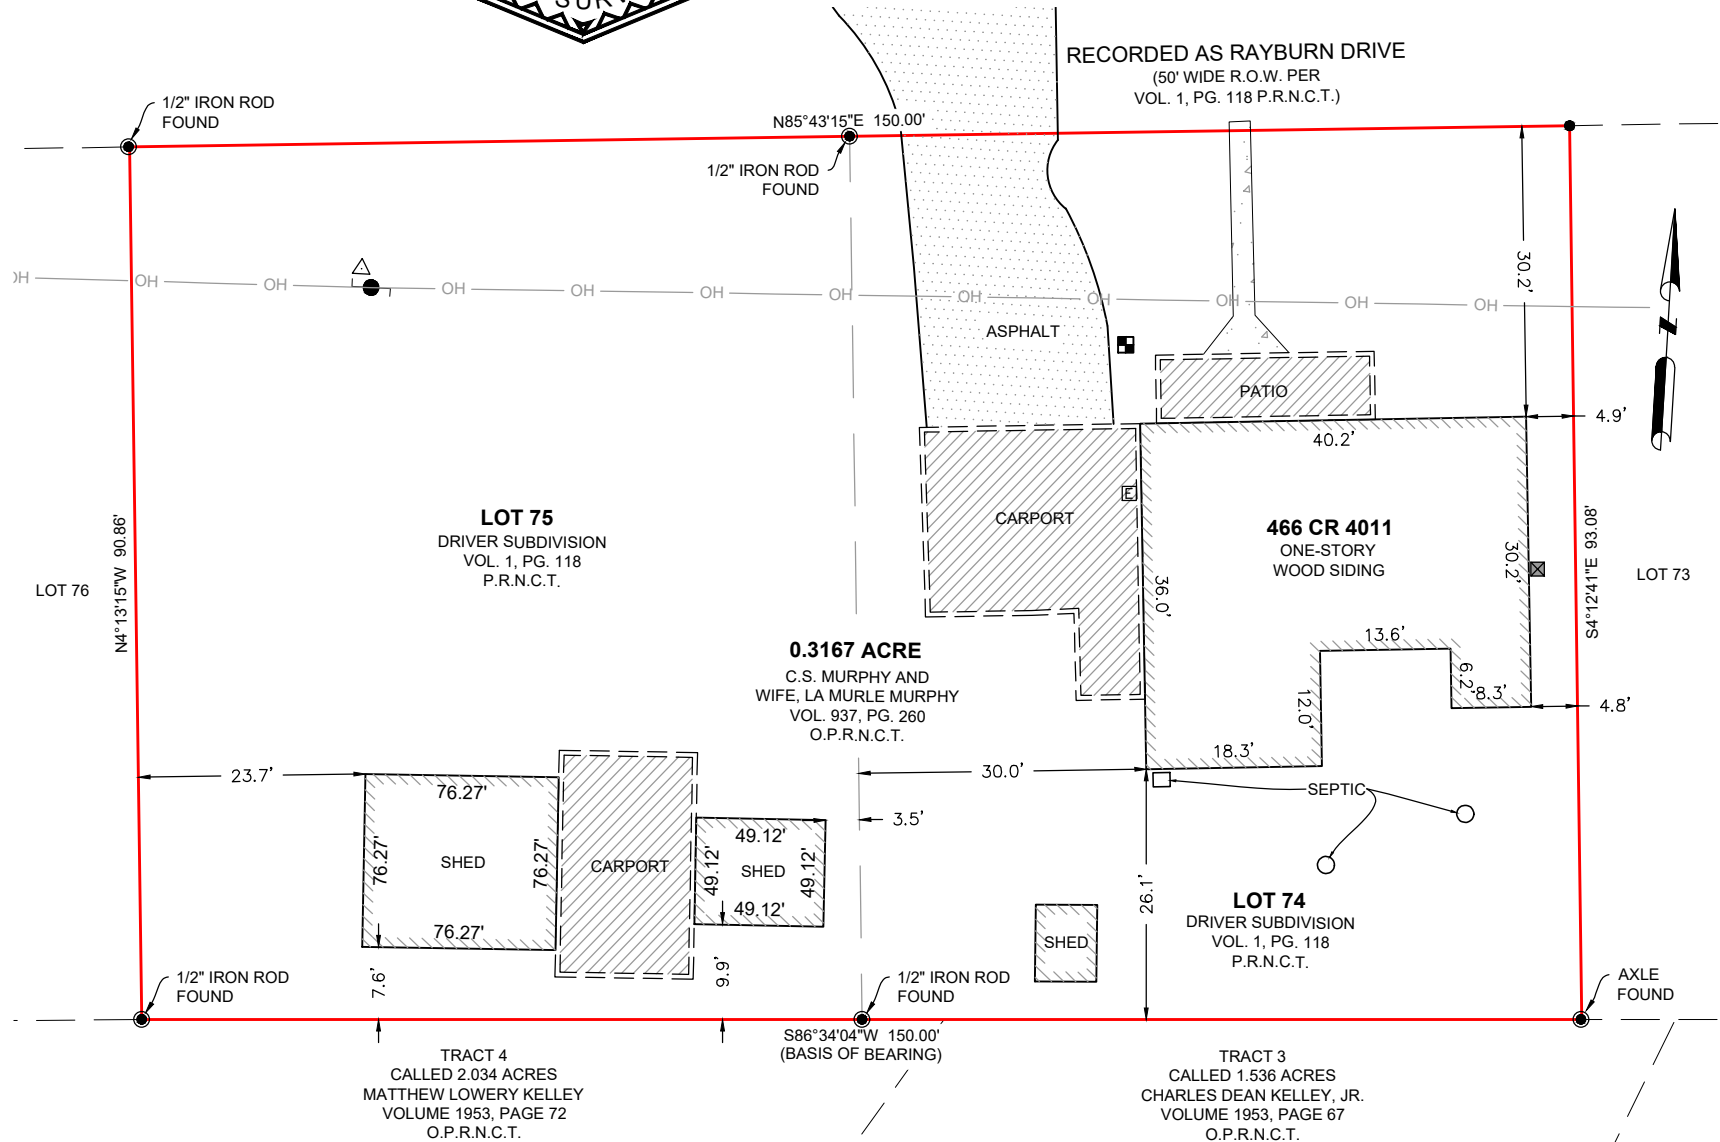 SURV
RECORDED AS RAYBURN DRIVE
(50' WIDE R.O.W. PER
VOL. 1, PG. 118 P.R.N.C.T.)
1/2" IRON ROD
FOUND
N85°43'15"E 150.00'
1/2" IRON ROD
FOUND
30.2'
OH
OH
OH
OH
OH
OH
OH
OH
OH
OH
OH
OH
N
ASPHALT
PATIO
4.9'
40.2'
LOT 75
DRIVER SUBDIVISION
VOL. 1, PG. 118
P.R.N.C.T.
E
CARPORT
466 CR 4011
ONE-STORY
WOOD SIDING
30.2'
S4°12'41"E 93.08'
LOT 73
LOT 76
N4°13'15"W 90.86'
36.0'
13.6'
6.2'
8.3'
12.0'
18.3'
4.8'
0.3167 ACRE
C.S. MURPHY AND
WIFE, LA MURLE MURPHY
VOL. 937, PG. 260
O.P.R.N.C.T.
23.7'
30.0'
SEPTIC
3.5'
76.27'
76.27'
SHED
76.27'
76.27'
CARPORT
49.12'
49.12'
SHED
49.12'
49.12'
26.1'
LOT 74
DRIVER SUBDIVISION
VOL. 1, PG. 118
P.R.N.C.T.
SHED
7.6'
9.9'
1/2" IRON ROD
FOUND
1/2" IRON ROD
FOUND
AXLE
FOUND
S86°34'04"W 150.00'
(BASIS OF BEARING)
TRACT 4
CALLED 2.034 ACRES
MATTHEW LOWERY KELLEY
VOLUME 1953, PAGE 72
O.P.R.N.C.T.
TRACT 3
CALLED 1.536 ACRES
CHARLES DEAN KELLEY, JR.
VOLUME 1953, PAGE 67
O.P.R.N.C.T.